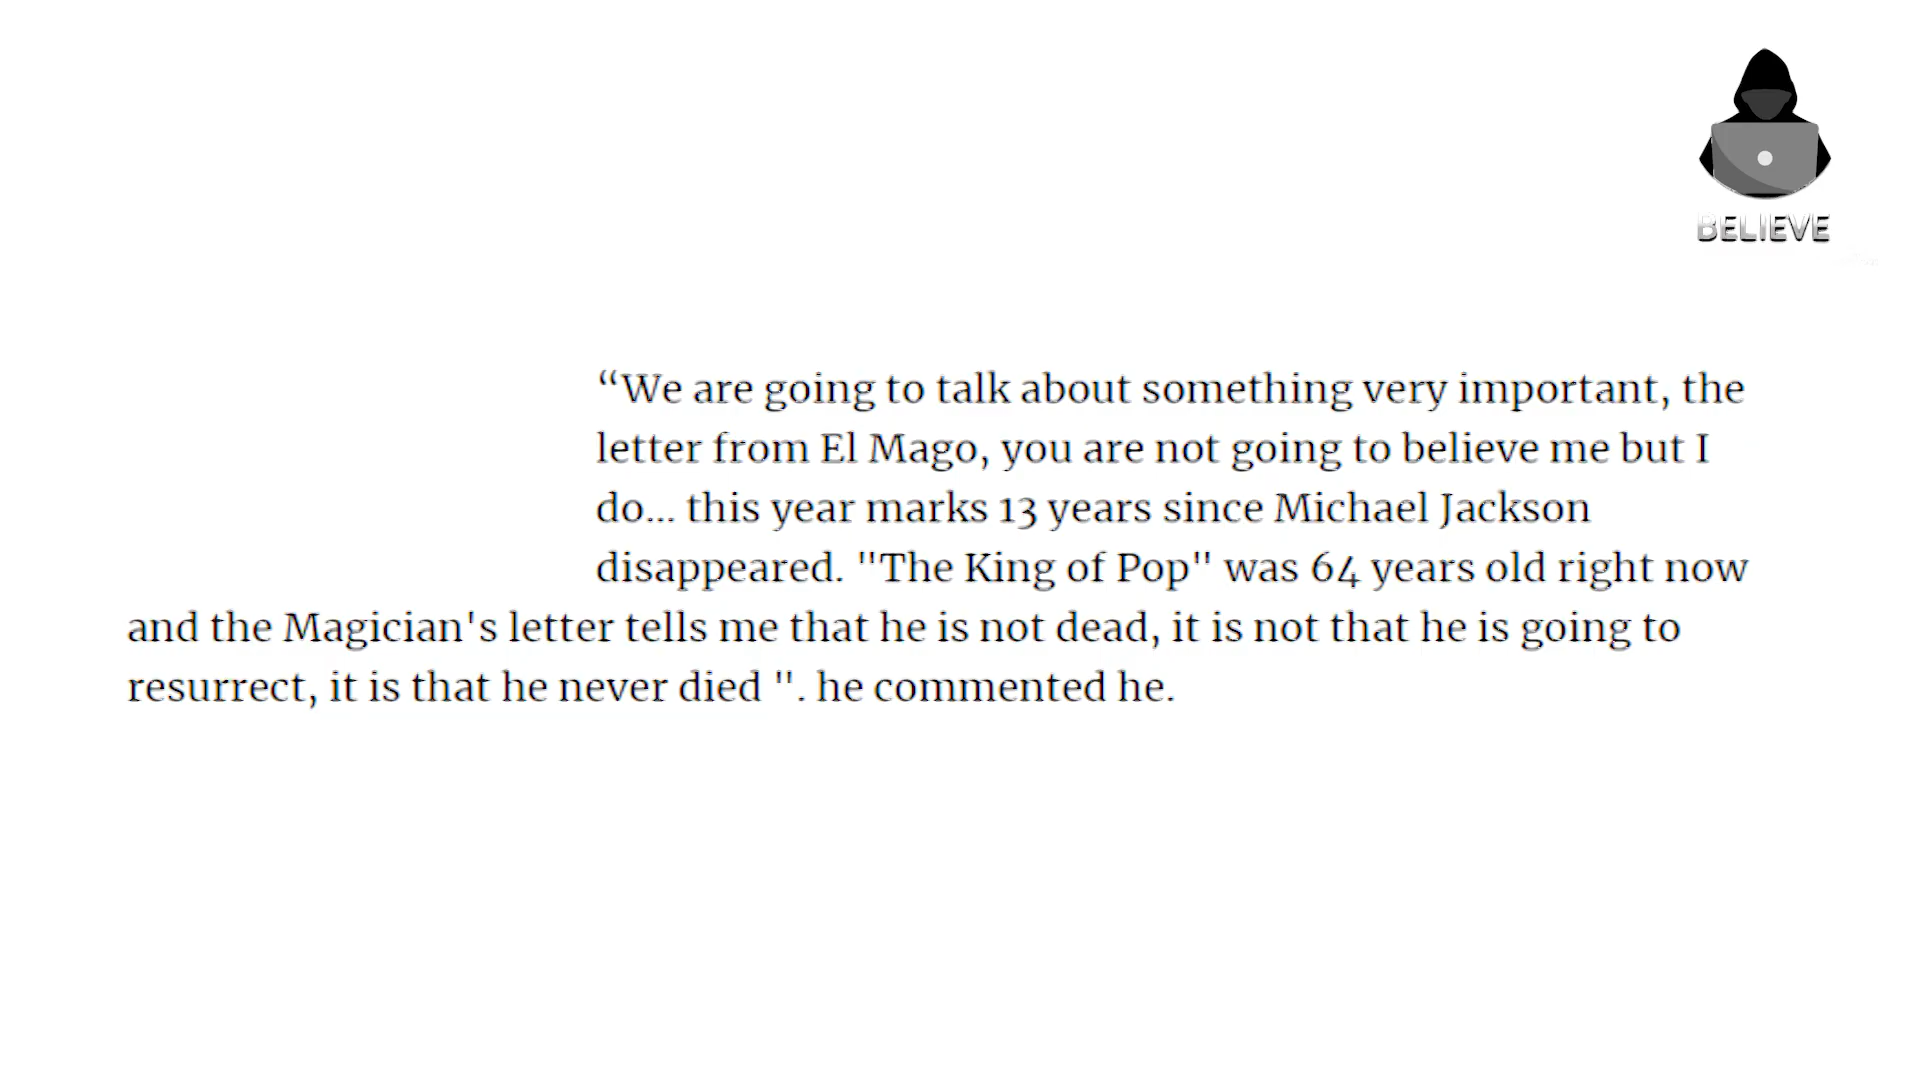 BELIEVE
“We are going to talk about something very important, the
letter from El Mago, you are not going to believe me but I
do... this year marks 13 years since Michael Jackson
disappeared. "The King of Pop" was 64 years old right now
and the Magician's letter tells me that he is not dead, it is not that he is going to
resurrect, it is that he never died ". he commented he.